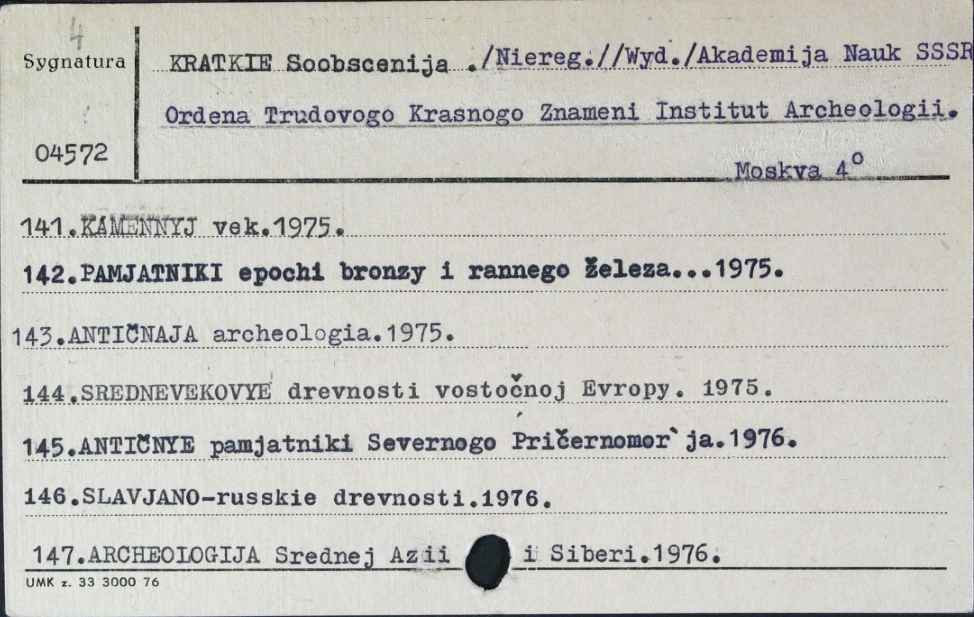 4
Sygnatura
KRATKIE Soobscenija ./Niereg.//Wyd./Akademija Nauk SSSR
Ordena Trudovogo Krasnogo Znameni Institut Archeologii.
04572
Moskva 4º
141.KAMENNYJ vek.1975.
142.PAMJATNIKI epochi bronzy i rannego železa...1975.
143.ANTIČNAJA archeologia.1975.
144.SREDNEVEKOVYE drevnosti vostočnoj Evropy. 1975.
145.ANTIČNYE pamjatniki Severnogo Pričernomor`ja.1976.
146.SLAVJANO-russkie drevnosti.1976.
147.ARCHEOLOGIJA Srednej Azii i Siberi.1976.
UMK z. 33 3000 76